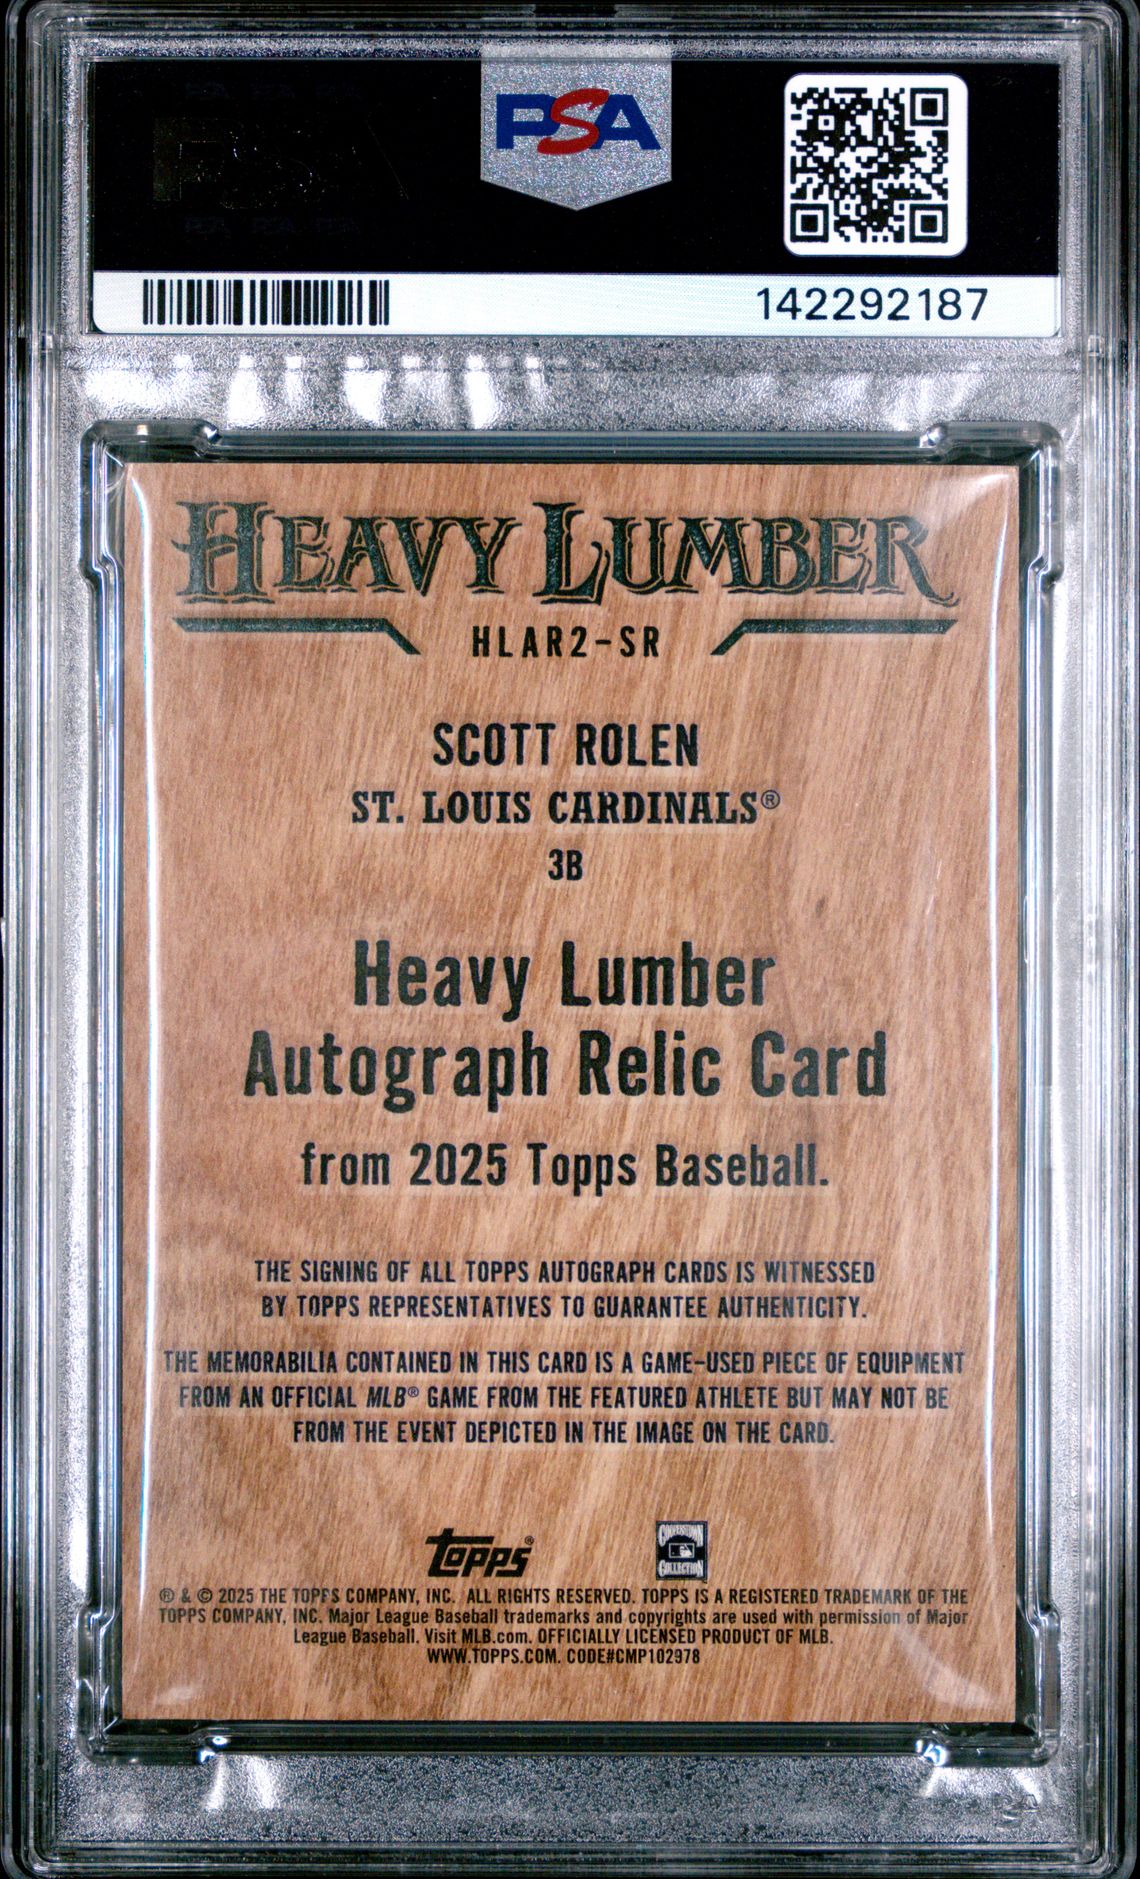 PSA
142292187
HEAVY LUMBER
HLAR2-SR
SCOTT ROLEN
ST. LOUIS CARDINALS®
3B
Heavy Lumber
Autograph Relic Card
from 2025 Topps Baseball.
THE SIGNING OF ALL TOPPS AUTOGRAPH CARDS IS WITNESSED
BY TOPPS REPRESENTATIVES TO GUARANTEE AUTHENTICITY.
THE MEMORABILIA CONTAINED IN THIS CARD IS A GAME-USED PIECE OF EQUIPMENT
FROM AN OFFICIAL MLB® GAME FROM THE FEATURED ATHLETE BUT MAY NOT BE
FROM THE EVENT DEPICTED IN THE IMAGE ON THE CARD.
Topps®
COOPERSTOWN
COLLECTION
® & © 2025 THE TOPPS COMPANY, INC. ALL RIGHTS RESERVED. TOPPS IS A REGISTERED TRADEMARK OF THE
TOPPS COMPANY, INC. Major League Baseball trademarks and copyrights are used with permission of Major
League Baseball. Visit MLB.com. OFFICIALLY LICENSED PRODUCT OF MLB.
WWW.TOPPS.COM. CODE#CMP102978